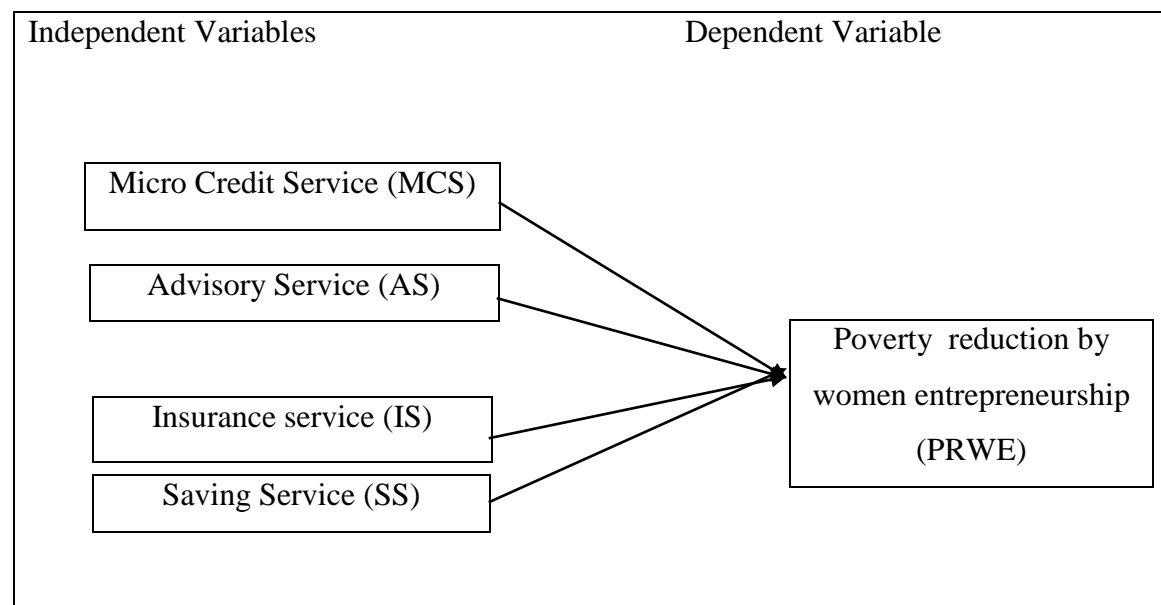 Independent Variables
Dependent Variable
Micro Credit Service (MCS)
Advisory Service (AS)
Insurance service (IS)
Saving Service (SS)
Poverty reduction by
women entrepreneurship
(PRWE)